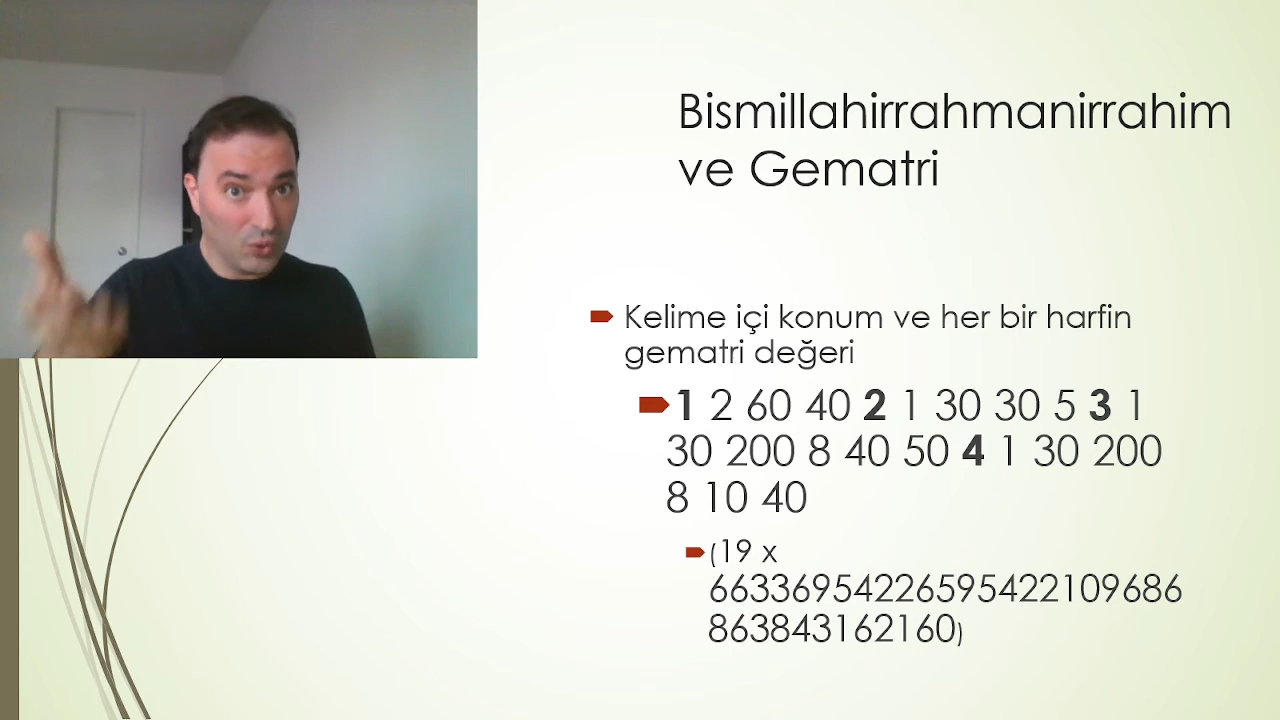 Bismillahirrahmanirrahim
ve Gematri
Kelime içi konum ve her bir harfin
gematri değeri
1 2 60 40 2 1 30 30 5 3 1
30 200 8 40 50 4 1 30 200
8 10 40
(19 x
66336954226595422109686
863843162160)